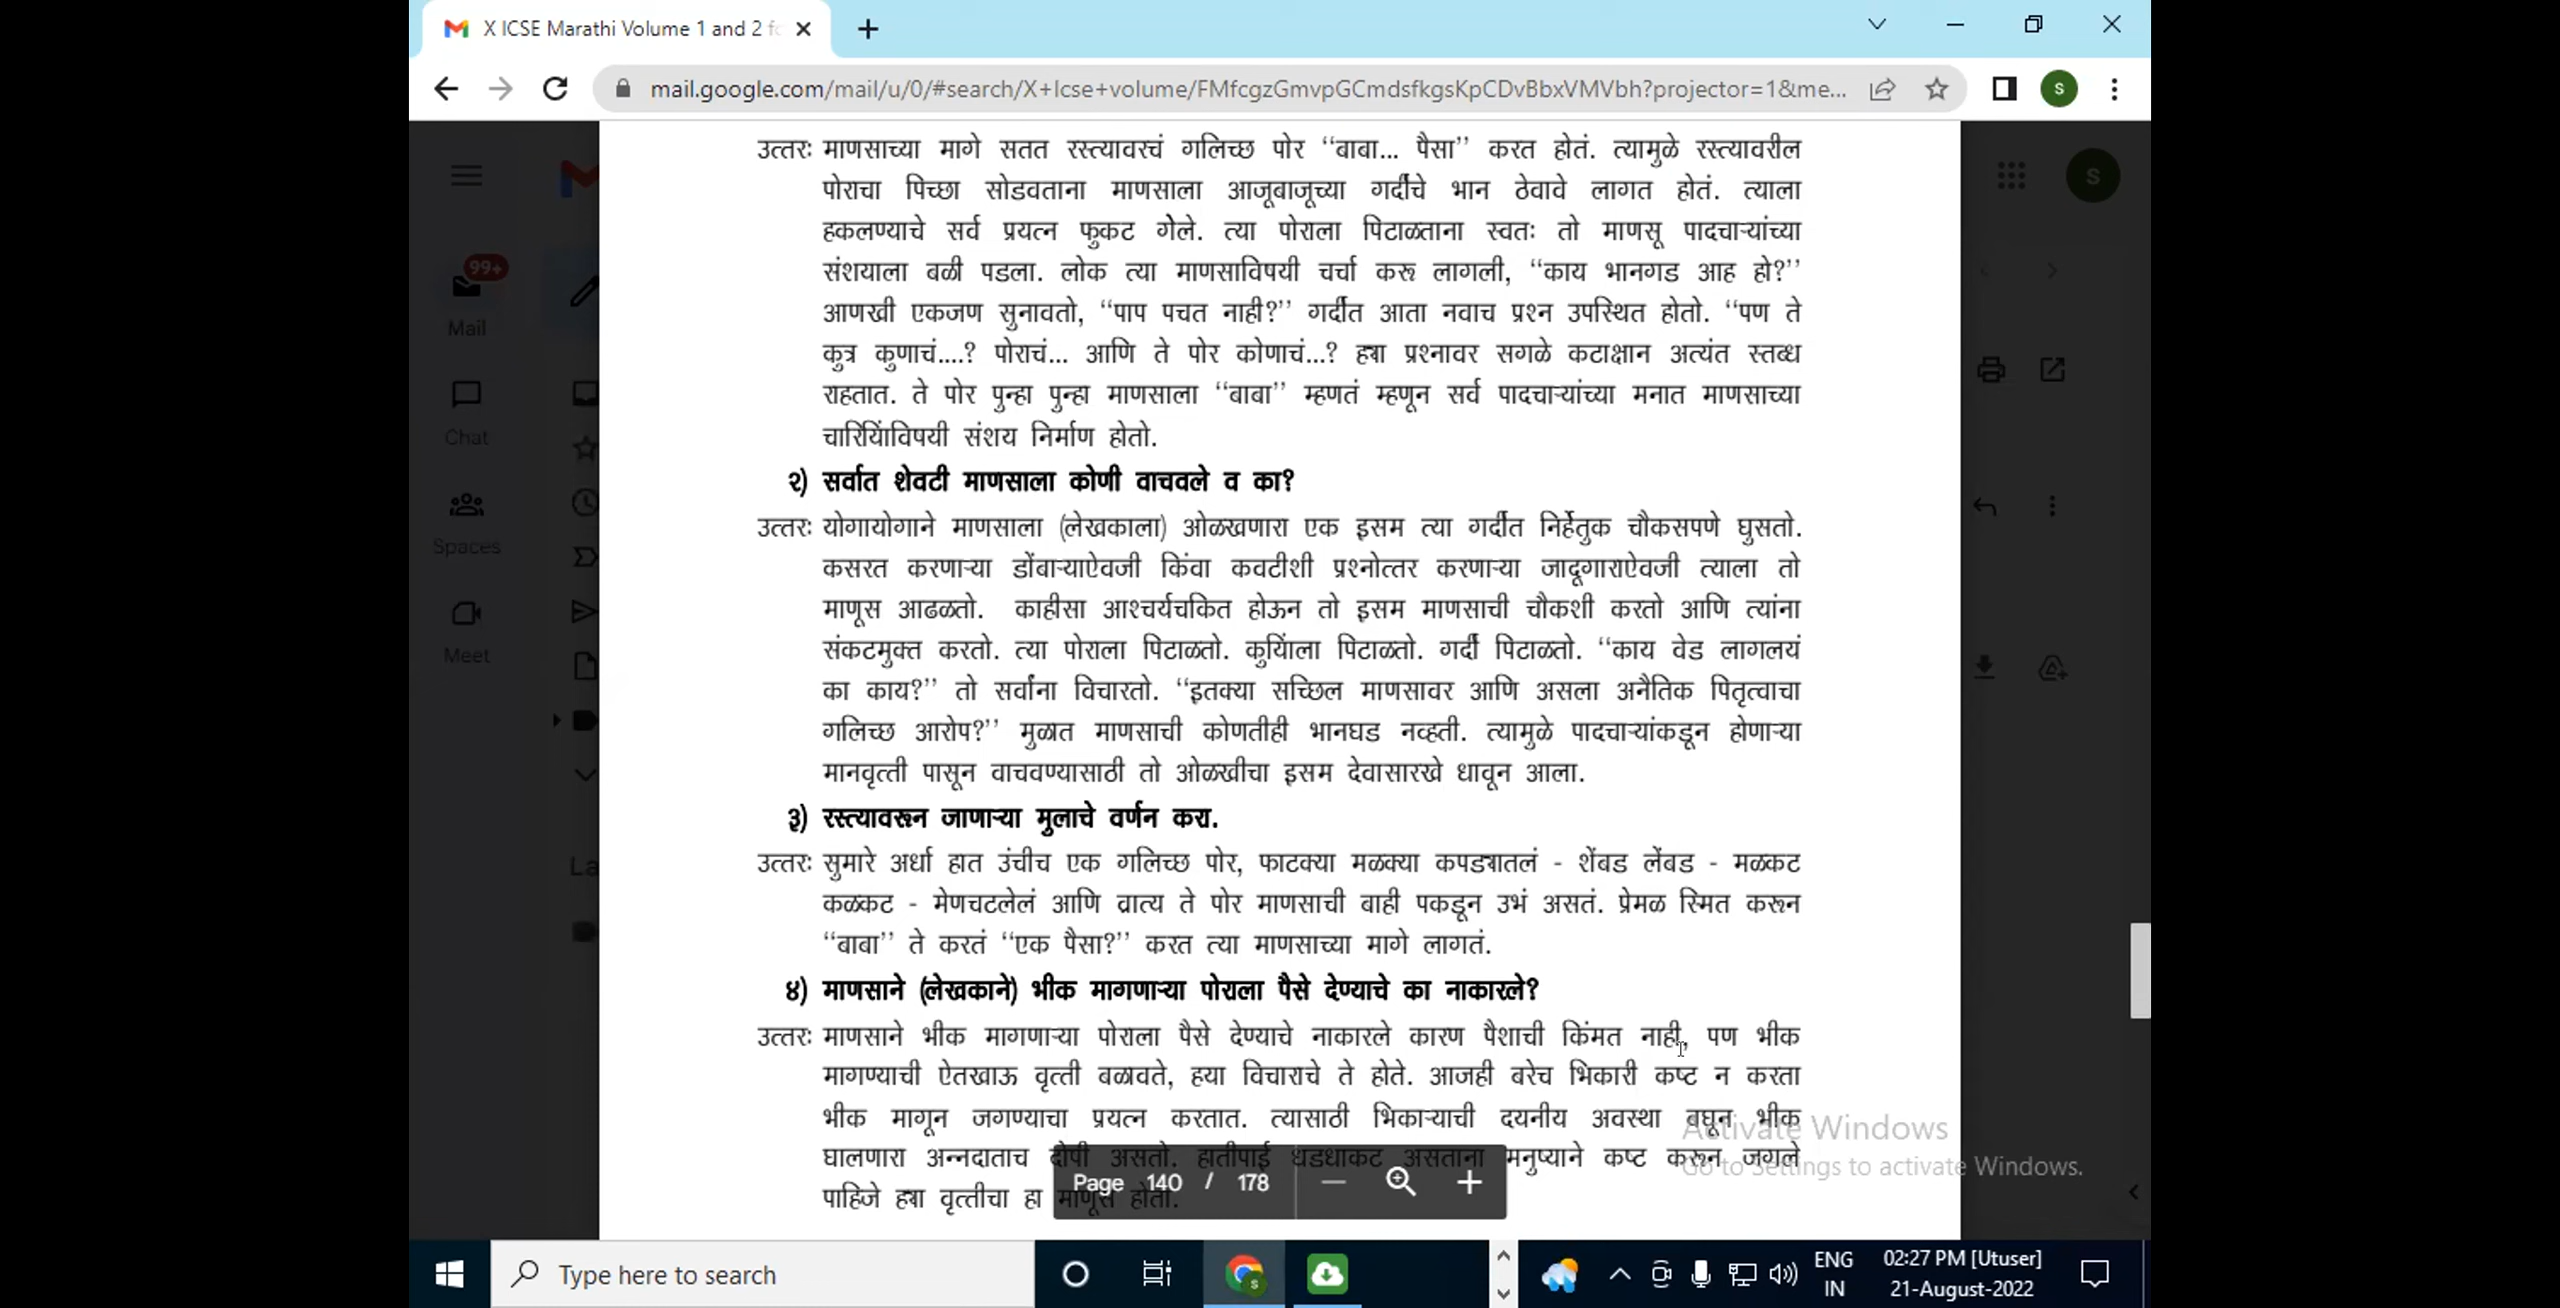 X ICSE Marathi Volume 1 and 2 fo
mail.google.com/mail/u/0/#search/X+Icse+volume/FMfcgzGmvpGCmdsfkgsKpCDvBbxVMVbh?projector=1&me...
S
S
99+
Mail
Chat
Spaces
Meet
La
उत्तरः माणसाच्या मागे सतत रस्त्यावरचं गलिच्छ पोर “बाबा... पैसा” करत होतं. त्यामुळे रस्त्यावरील
पोराचा पिच्छा सोडवताना माणसाला आजूबाजूच्या गर्दीचे भान ठेवावे लागत होतं. त्याला
हकलण्याचे सर्व प्रयत्न फुकट गेले. त्या पोराला पिटाळताना स्वतः तो माणसू पादचाऱ्यांच्या
संशयाला बळी पडला. लोक त्या माणसाविषयी चर्चा करू लागली, “काय भानगड आह हो?”
आणखी एकजण सुनावतो, “पाप पचत नाही?” गर्दीत आता नवाच प्रश्न उपस्थित होतो. “पण ते
कुत्र कुणाचं....? पोराचं... आणि ते पोर कोणाचं...? ह्या प्रश्नावर सगळे कटाक्षान अत्यंत स्तब्ध
राहतात. ते पोर पुन्हा पुन्हा माणसाला “बाबा” म्हणतं म्हणून सर्व पादचाऱ्यांच्या मनात माणसाच्या
संशय निर्माण होतो.
२) सर्वात शेवटी माणसाला कोणी वाचवले व का?
उत्तरः योगायोगाने माणसाला (लेखकाला) ओळखणारा एक इसम त्या गर्दीत निर्हेतुक चौकसपणे घुसतो.
कसरत करणाऱ्या डोंबाऱ्याऐवजी किंवा कवटीशी प्रश्नोत्तर करणाऱ्या जादूगाराऐवजी त्याला तो
माणूस आढळतो. काहीसा आश्चर्यचकित होऊन तो इसम माणसाची चौकशी करतो आणि त्यांना
संकटमुक्त करतो. त्या पोराला पिटाळतो. पिटाळतो. गर्दी पिटाळतो. “काय वेड लागलयं
का काय?” तो सर्वांना विचारतो. “इतक्या सच्छिल माणसावर आणि असला अनैतिक पितृत्वाचा
गलिच्छ आरोप?” मुळात माणसाची कोणतीही भानघड नव्हती. त्यामुळे पादचाऱ्यांकडून होणाऱ्या
मानवृत्ती पासून वाचवण्यासाठी तो ओळखीचा इसम देवासारखे धावून आला.
३) रस्त्यावरून जाणाऱ्या मुलाचे वर्णन करा.
उत्तरः सुमारे अर्धा हात उंचीच एक गलिच्छ पोर, फाटक्या मळक्या कपड्यातलं - शेंबड लेंबड - मळकट
कळकट - मेणचटलेलं आणि व्रात्य ते पोर माणसाची बाही पकडून उभं असतं. प्रेमळ स्मित करून
“बाबा” ते करतं “एक पैसा?” करत त्या माणसाच्या मागे लागतं.
४) माणसाने (लेखकाने) भीक मागणाऱ्या पोराला पैसे देण्याचे का नाकारले?
उत्तरः माणसाने भीक मागणाऱ्या पोराला पैसे देण्याचे नाकारले कारण पैशाची किंमत नाही, पण भीक
मागण्याची ऐतखाऊ वृत्ती बळावते, हया विचाराचे ते होते. आजही बरेच भिकारी कष्ट न करता
भीक मागून जगण्याचा प्रयत्न करतात. त्यासाठी भिकाऱ्याची दयनीय अवस्था बघून भीक
घालणारा अन्नदाताच दोषी असतो. हातीपाई धडधाकट असताना मनुष्याने कष्ट करून जगले
पाहिजे ह्या वृत्तीचा हा माणूस होता.
Page 140 / 178
Activate Windows
Go to Settings to activate Windows.
Type here to search
ENG
IN
02:27 PM [Utuser]
21-August-2022